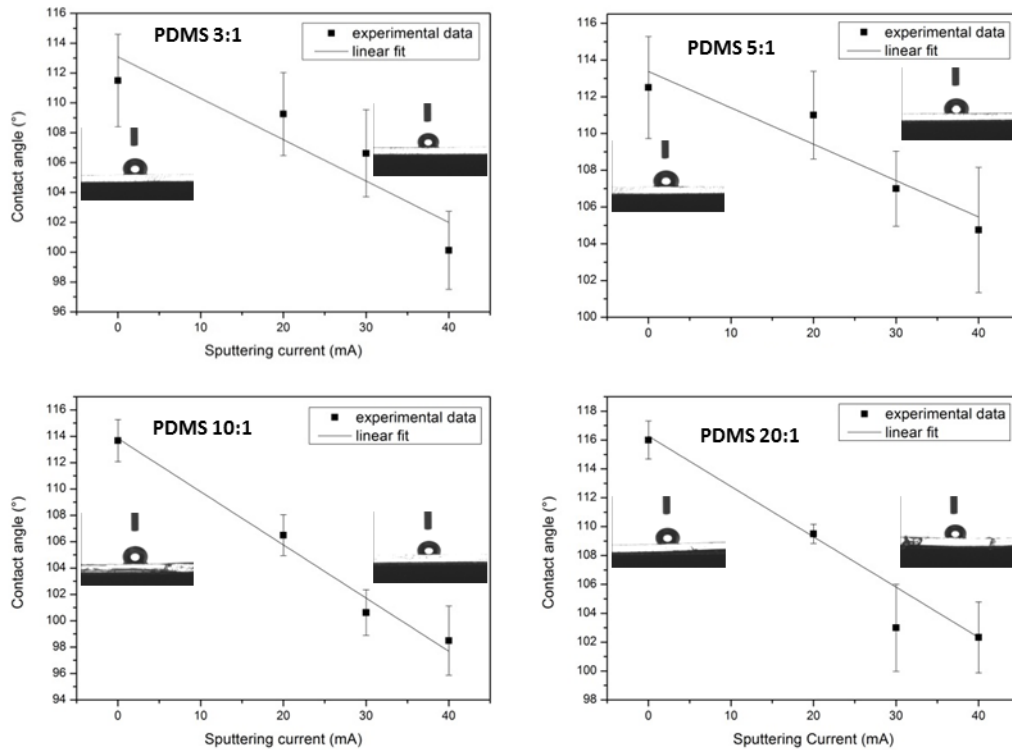 PDMS 3:1
experimental data
linear fit
Contact angle (°)
116
114
112
110
108
106
104
102
100
98
96
0 10 20 30 40
Sputtering current (mA)
PDMS 5:1
experimental data
linear fit
Contact angle (°)
116
114
112
110
108
106
104
102
100
0 10 20 30 40
Sputtering current (mA)
PDMS 10:1
experimental data
linear fit
Contact angle (°)
116
114
112
110
108
106
104
102
100
98
96
94
0 10 20 30 40
Sputtering current (mA)
PDMS 20:1
experimental data
linear fit
Contact angle (°)
118
116
114
112
110
108
106
104
102
100
98
0 10 20 30 40
Sputtering Current (mA)